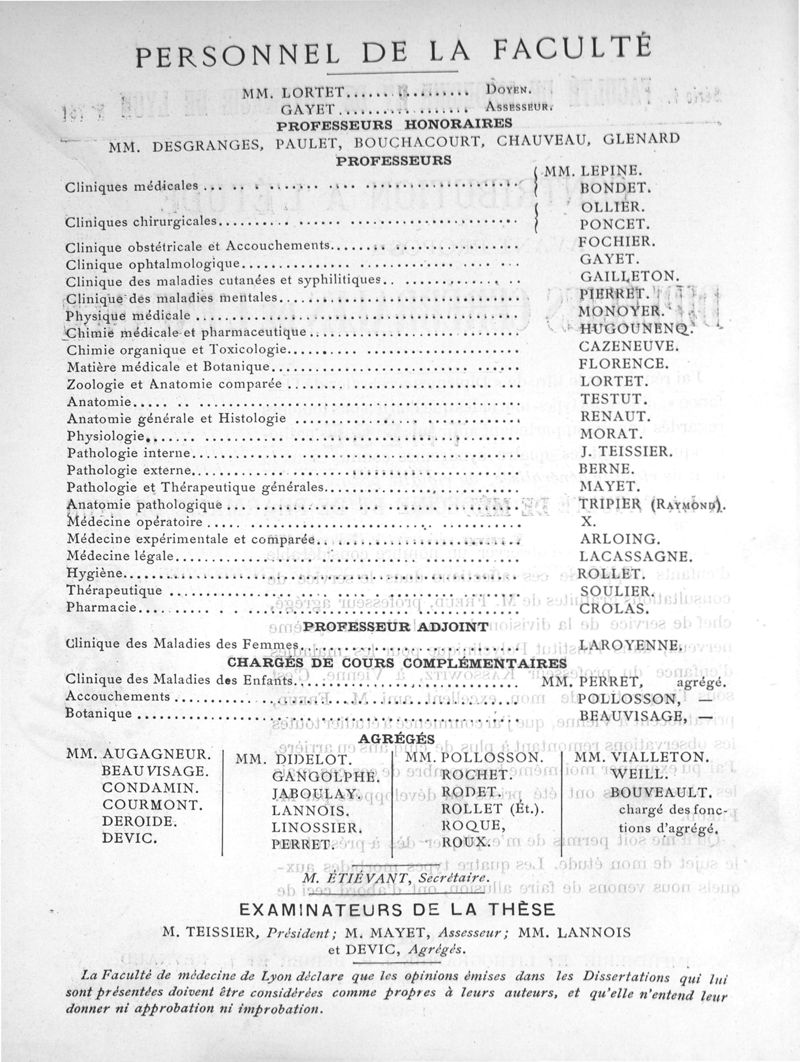 PERSONNEL DE LA FACULTÉ
MM. LORTET.................. DOYEN.
GAYET................... ASSESSEUR.
PROFESSEURS HONORAIRES
MM. DESGRANGES, PAULET, BOUCHACOURT, CHAUVEAU, GLENARD
PROFESSEURS
Cliniques médicales ........................ { MM. LEPINE.
BONDET.
Cliniques chirurgicales........................ { OLLIER.
PONCET.
Clinique obstétricale et Accouchements........................ FOCHIER.
Clinique ophtalmologique........................ GAYET.
Clinique des maladies cutanées et syphilitiques........................ GAILLETON.
Clinique des maladies mentales........................ PIERRET.
Physique médicale ........................ MONOYER.
Chimie médicale et pharmaceutique........................ HUGOUNENQ.
Chimie organique et Toxicologie........................ CAZENEUVE.
Matière médicale et Botanique........................ FLORENCE.
Zoologie et Anatomie comparée ........................ LORTET.
Anatomie........................ TESTUT.
Anatomie générale et Histologie ........................ RENAUT.
Physiologie........................ MORAT.
Pathologie interne........................ J. TEISSIER.
Pathologie externe........................ BERNE.
Pathologie et Thérapeutique générales........................ MAYET.
Anatomie pathologique ........................ TRIPIER (RAYMOND).
Médecine opératoire ........................ X.
Médecine expérimentale et comparée........................ ARLOING.
Médecine légale........................ LACASSAGNE.
Hygiène........................ ROLLET.
Thérapeutique ........................ SOULIER.
Pharmacie........................ CROLAS.
PROFESSEUR ADJOINT
Clinique des Maladies des Femmes........................ LAROYENNE.
CHARGÉS DE COURS COMPLÉMENTAIRES
Clinique des Maladies des Enfants........................ MM. PERRET, agrégé.
Accouchements ........................ POLLOSSON, —
Botanique ........................ BEAUVISAGE, —
AGRÉGÉS
MM. AUGAGNEUR.
BEAUVISAGE.
CONDAMIN.
COURMONT.
DEROIDE.
DEVIC.
MM. DIDELOT.
GANGOLPHE.
JABOULAY.
LANNOIS.
LINOSSIER.
PERRET.
MM. POLLOSSON.
ROCHET.
RODET.
ROLLET (Ét.).
ROQUE,
ROUX.
MM. VIALLETON.
WEILL.
BOUVEAULT.
chargé des fonc-
tions d'agrégé.
M. ÉTIÉVANT, Secrétaire.
EXAMINATEURS DE LA THÈSE
M. TEISSIER, Président; M. MAYET, Assesseur; MM. LANNOIS
et DEVIC, Agrégés.
La Faculté de médecine de Lyon déclare que les opinions émises dans les Dissertations qui lui
sont présentées doivent être considérées comme propres à leurs auteurs, et qu'elle n'entend leur
donner ni approbation ni improbation.